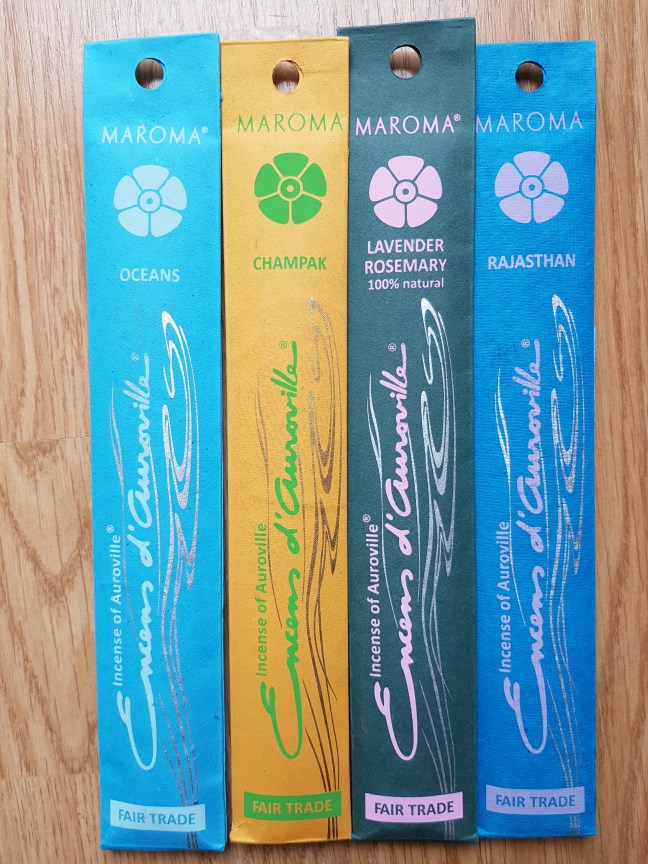 MAROMA®
OCEANS
Incense of Auroville®
Encens d'Auroville®
FAIR TRADE
MAROMA
CHAMPAK
Incense of Auroville
Encens d'Auroville®
FAIR TRADE
MAROMA®
LAVENDER
ROSEMARY
100% natural
Incense of Auroville®
Encens d'Auroville®
FAIR TRADE
MAROMA
RAJASTHAN
Incense of Auroville
Encens d'Auroville®
FAIR TRADE